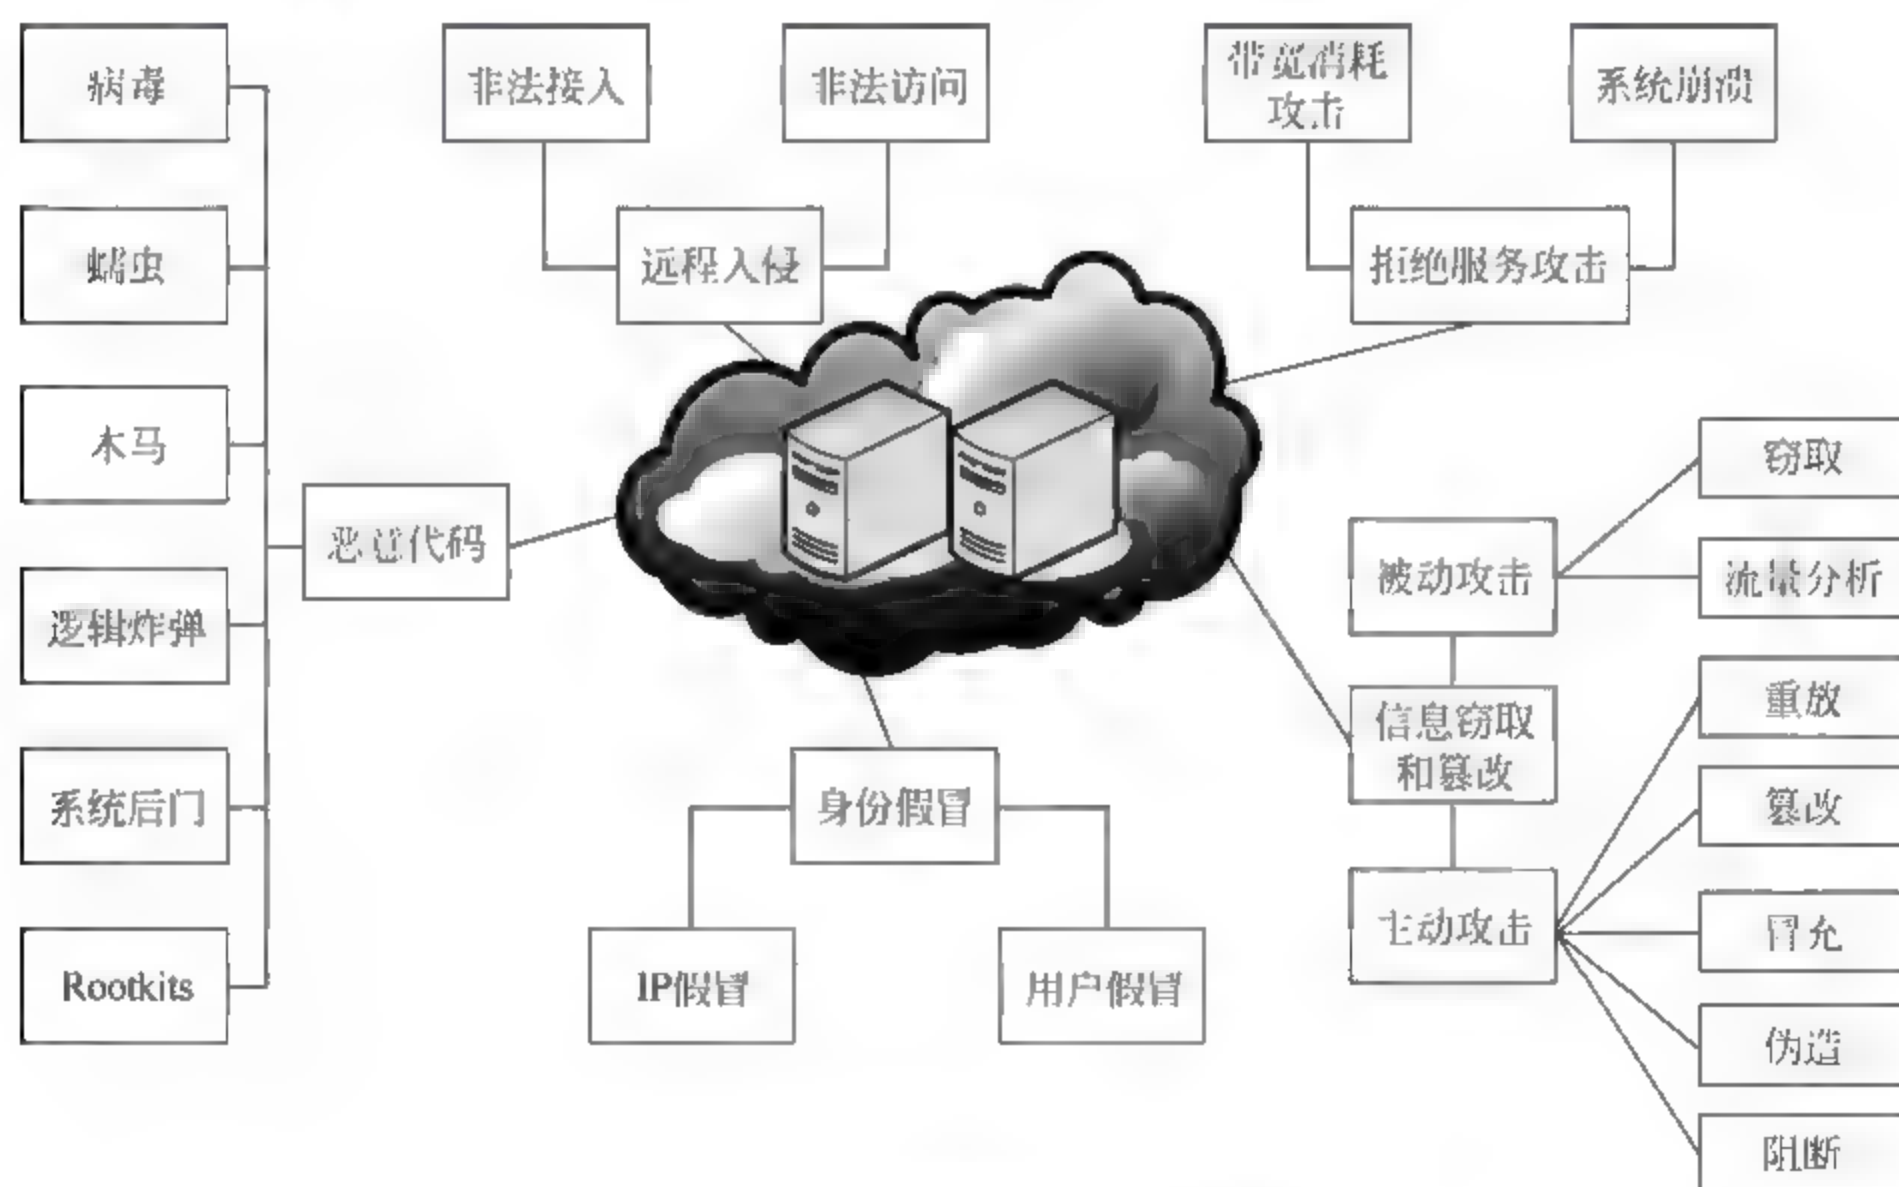 病毒
非法接入
非法访问
带宽消耗
攻击
系统崩溃
蠕虫
远程入侵
拒绝服务攻击
木马
恶意代码
窃取
被动攻击
流量分析
逻辑炸弹
信息窃取
和篡改
重放
系统后门
身份假冒
篡改
主动攻击
冒充
Rootkits
IP假冒
用户假冒
伪造
阻断